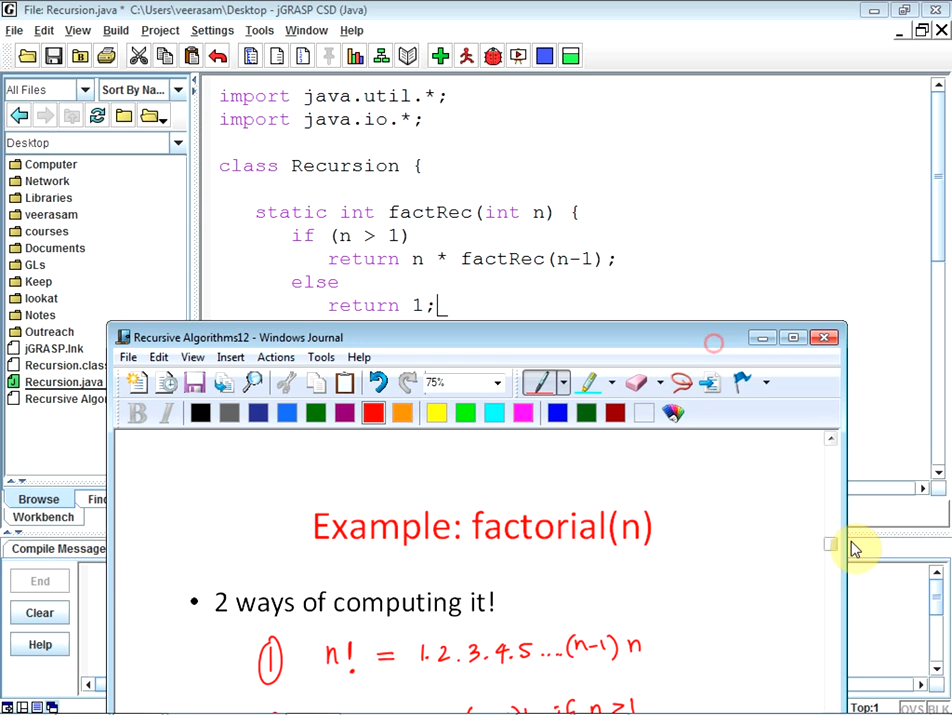 File: Recursion.java * C:\Users\veerasam\Desktop - jGRASP CSD (Java)
File Edit View Build Project Settings Tools Window Help
All Files Sort By Na...
Desktop
Computer
Network
Libraries
veerasam
courses
Documents
GLs
Keep
lookat
Notes
Outreach
jGRASP.lnk
Recursion.class
Recursion.java
Recursive Algo
Browse Find
Workbench
import java.util.*;
import java.io.*;
class Recursion {
static int factRec(int n) {
if (n > 1)
return n * factRec(n-1);
else
return 1;
Recursive Algorithms12 - Windows Journal
File Edit View Insert Actions Tools Help
75%
B I
Example: factorial(n)
• 2 ways of computing it!
1 n! = 1.2.3.4.5...(n-1) n
if n>1
Compile Message
End
Clear
Help
Top:1 OVS BLK